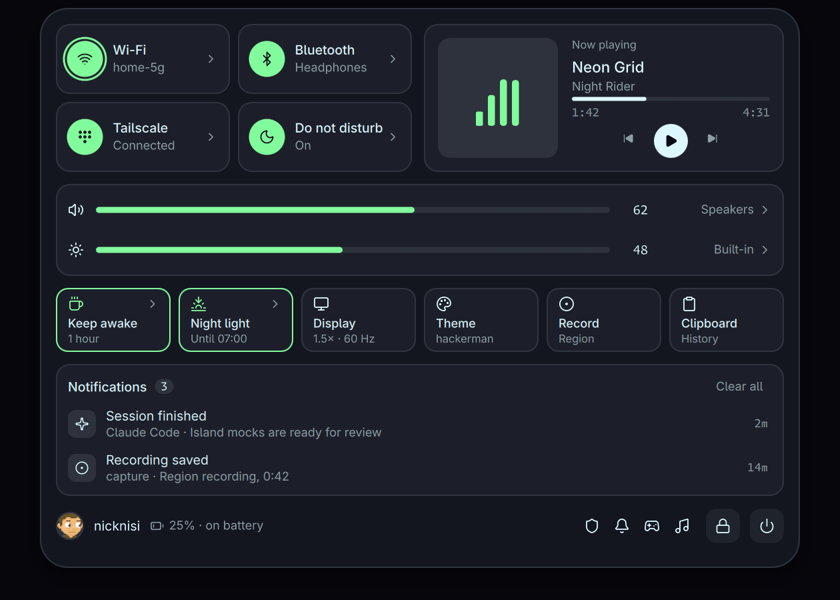 Wi-Fi
home-5g
Bluetooth
Headphones
Tailscale
Connected
Do not disturb
On
Now playing
Neon Grid
Night Rider
1:42
4:31
62
Speakers
48
Built-in
Keep awake
1 hour
Night light
Until 07:00
Display
1.5× · 60 Hz
Theme
hackerman
Record
Region
Clipboard
History
Notifications 3
Clear all
Session finished
Claude Code · Island mocks are ready for review
2m
Recording saved
capture · Region recording, 0:42
14m
nicknisi
25% · on battery